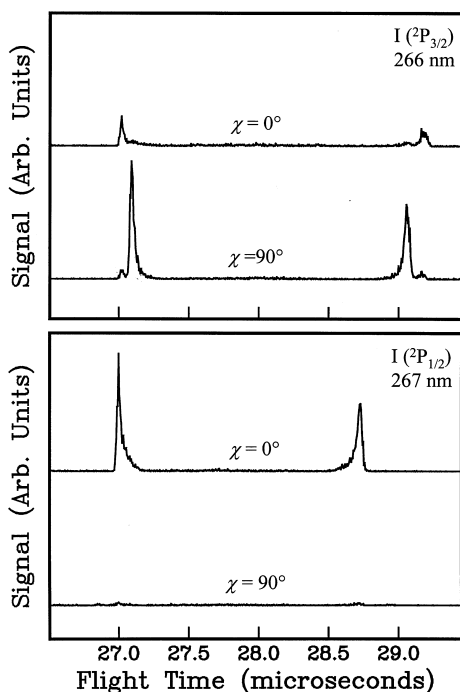 I (²P₃/₂)
266 nm
χ = 0°
χ = 90°
Signal (Arb. Units)
I (²P₁/₂)
267 nm
χ = 0°
χ = 90°
Signal (Arb. Units)
27.0 27.5 28.0 28.5 29.0
Flight Time (microseconds)